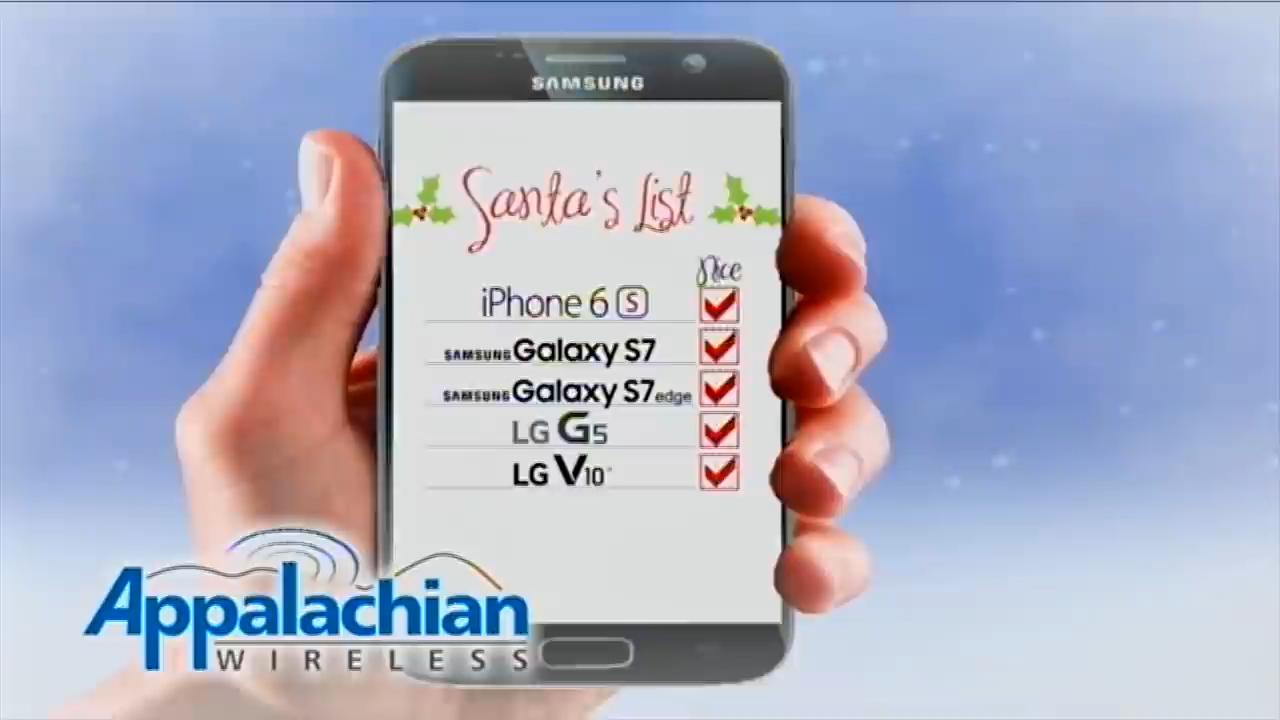 SAMSUNG
Santa's List
Nice
iPhone 6 S
SAMSUNG Galaxy S7
SAMSUNG Galaxy S7 edge
LG G5
LG V10
Appalachian
WIRELESS